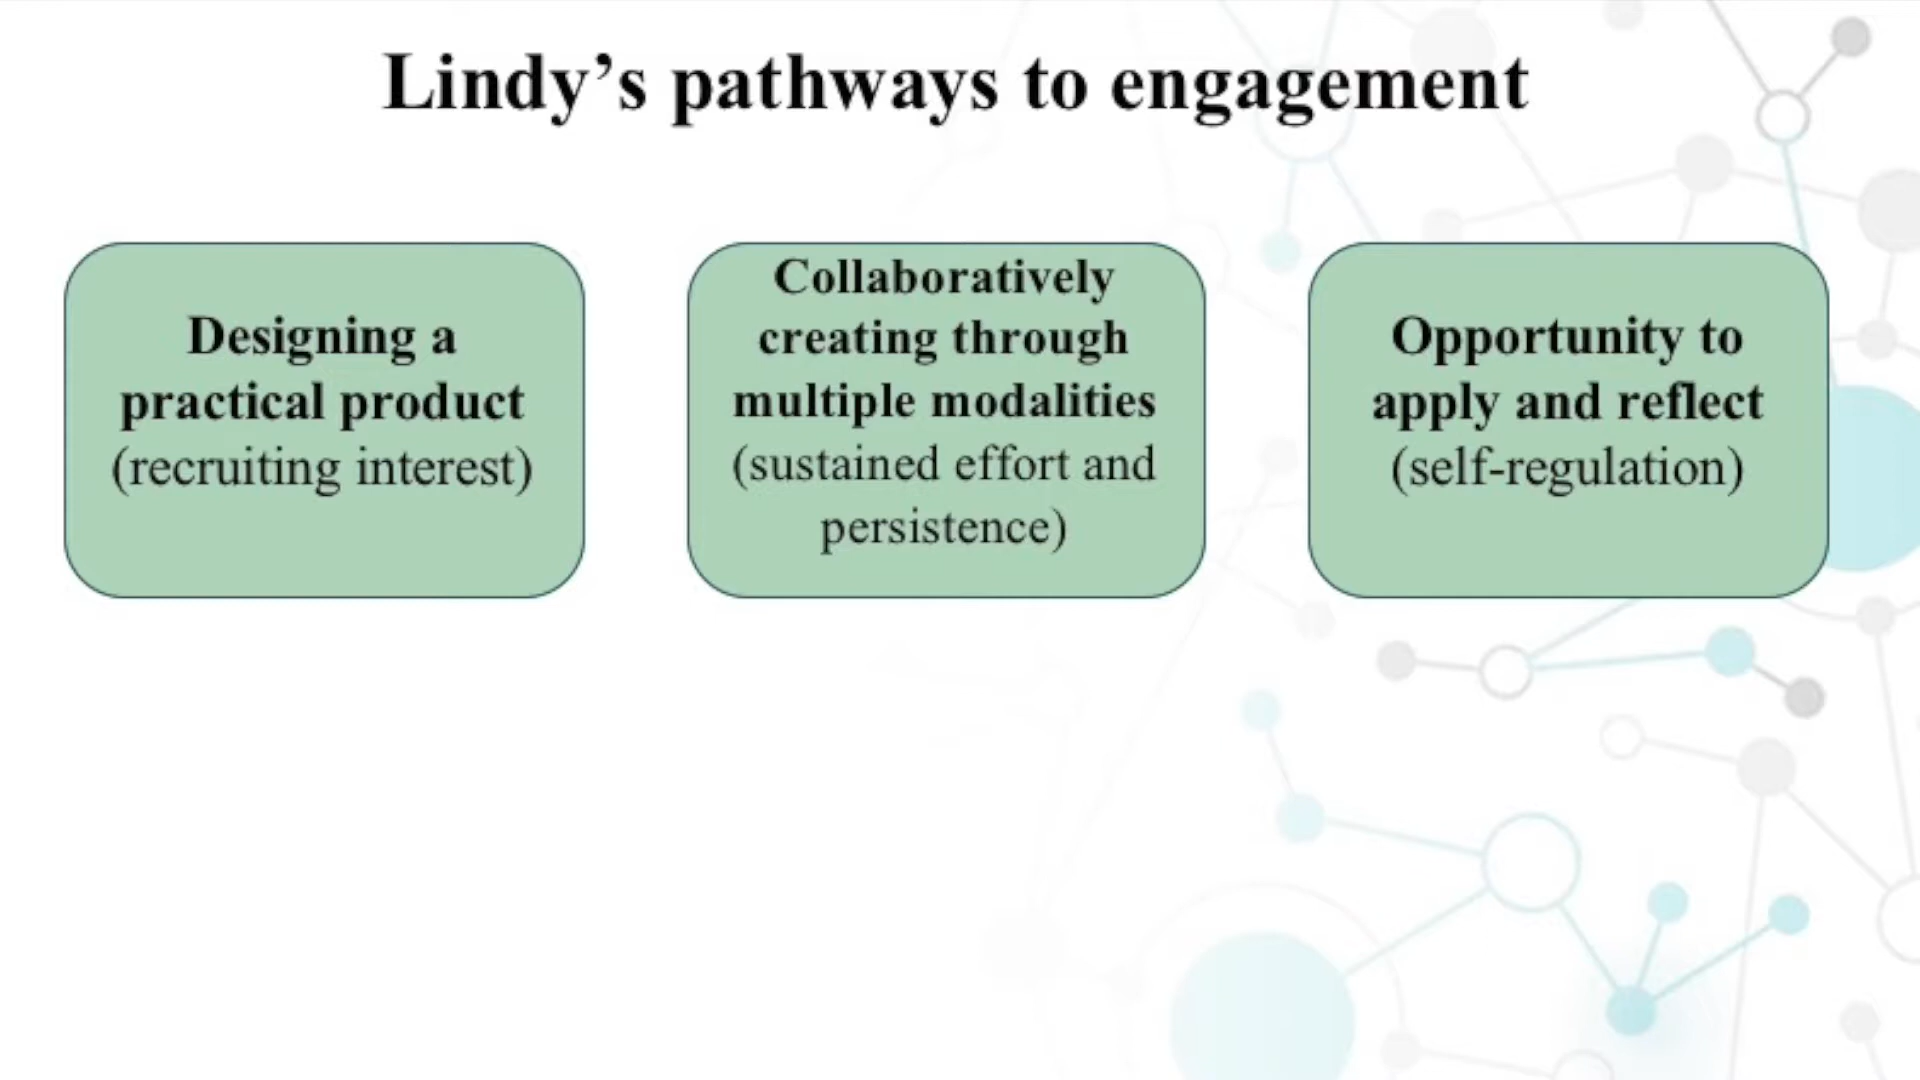 Lindy’s pathways to engagement
Designing a
practical product
(recruiting interest)
Collaboratively
creating through
multiple modalities
(sustained effort and
persistence)
Opportunity to
apply and reflect
(self-regulation)